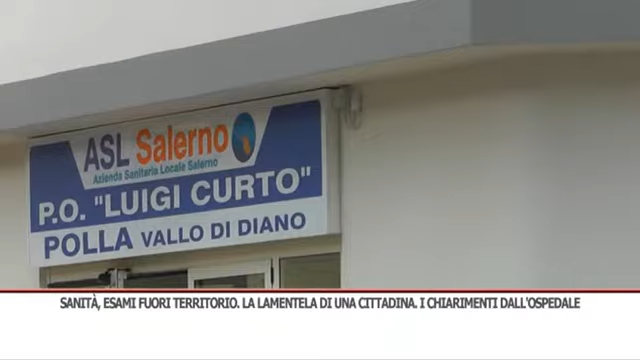 ASL Salerno
Azienda Sanitaria Locale Salerno
P.O. "LUIGI CURTO"
POLLA VALLO DI DIANO
SANITÀ, ESAMI FUORI TERRITORIO. LA LAMENTELA DI UNA CITTADINA. I CHIARIMENTI DALL'OSPEDALE